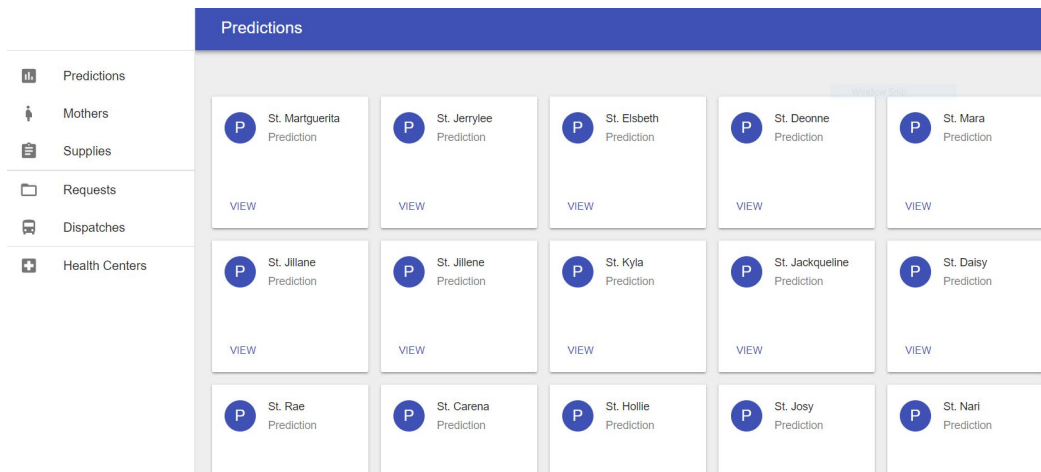 Predictions
Predictions
Mothers
Supplies
Requests
Dispatches
Health Centers
Window Snip
P St. Martguerita
Prediction
VIEW
P St. Jerrylee
Prediction
VIEW
P St. Elsbeth
Prediction
VIEW
P St. Deonne
Prediction
VIEW
P St. Mara
Prediction
VIEW
P St. Jillane
Prediction
VIEW
P St. Jillene
Prediction
VIEW
P St. Kyla
Prediction
VIEW
P St. Jackqueline
Prediction
VIEW
P St. Daisy
Prediction
VIEW
P St. Rae
Prediction
P St. Carena
Prediction
P St. Hollie
Prediction
P St. Josy
Prediction
P St. Nari
Prediction